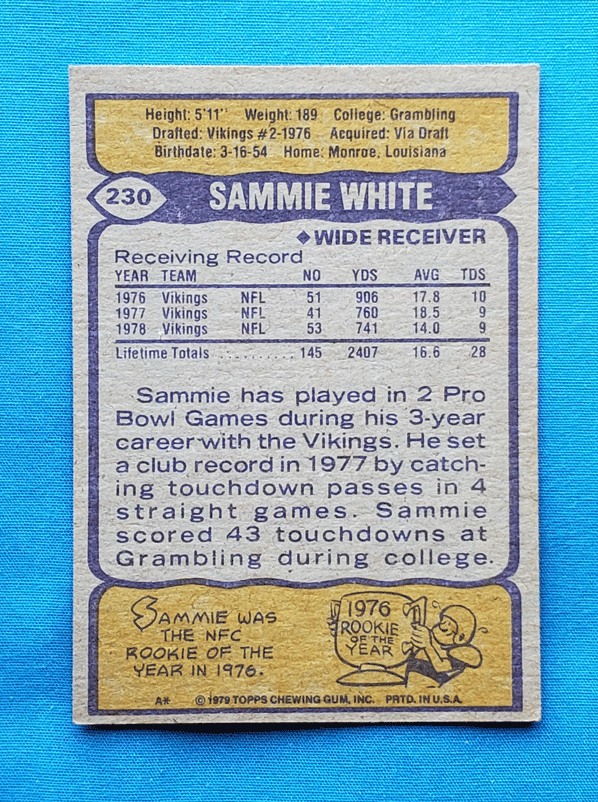 Height: 5'11" Weight: 189 College: Grambling
Drafted: Vikings #2-1976 Acquired: Via Draft
Birthdate: 3-16-54 Home: Monroe, Louisiana
230 SAMMIE WHITE
◆WIDE RECEIVER
Receiving Record
YEAR TEAM NO YDS AVG TDS
1976 Vikings NFL 51 906 17.8 10
1977 Vikings NFL 41 760 18.5 9
1978 Vikings NFL 53 741 14.0 9
Lifetime Totals .......... 145 2407 16.6 28
Sammie has played in 2 Pro
Bowl Games during his 3-year
career with the Vikings. He set
a club record in 1977 by catch-
ing touchdown passes in 4
straight games. Sammie
scored 43 touchdowns at
Grambling during college.
SAMMIE WAS
THE NFC
ROOKIE OF THE
YEAR IN 1976.
1976
ROOKIE
OF THE
YEAR
A* © 1979 TOPPS CHEWING GUM, INC. PRTD. IN U.S.A.